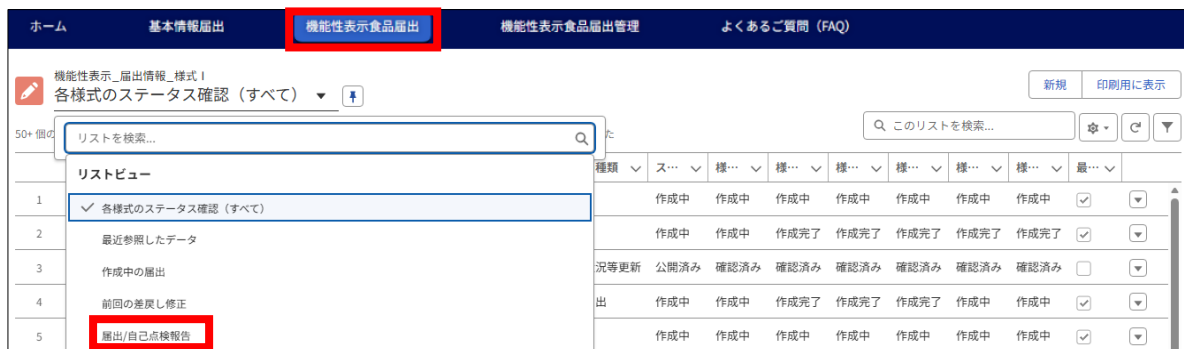 ホーム 基本情報届出 機能性表示食品届出 機能性表示食品届出管理 よくあるご質問（FAQ）
機能性表示_届出情報_様式Ⅰ
各様式のステータス確認（すべて）
新規 印刷用に表示
50+ 個の た
リストを検索...
このリストを検索...
種類 ス… 様… 様… 様… 様… 様… 様… 最…
リストビュー
1 作成中 作成中 作成中 作成中 作成中 作成中 作成中
各様式のステータス確認（すべて）
2 作成中 作成中 作成完了 作成完了 作成完了 作成完了 作成完了
最近参照したデータ
3 況等更新 公開済み 確認済み 確認済み 確認済み 確認済み 確認済み 確認済み
作成中の届出
4 出 作成中 作成中 作成完了 作成完了 作成完了 作成中 作成中
前回の差戻し修正
5 作成中 作成中 作成中 作成中 作成中 作成中 作成中
届出/自己点検報告